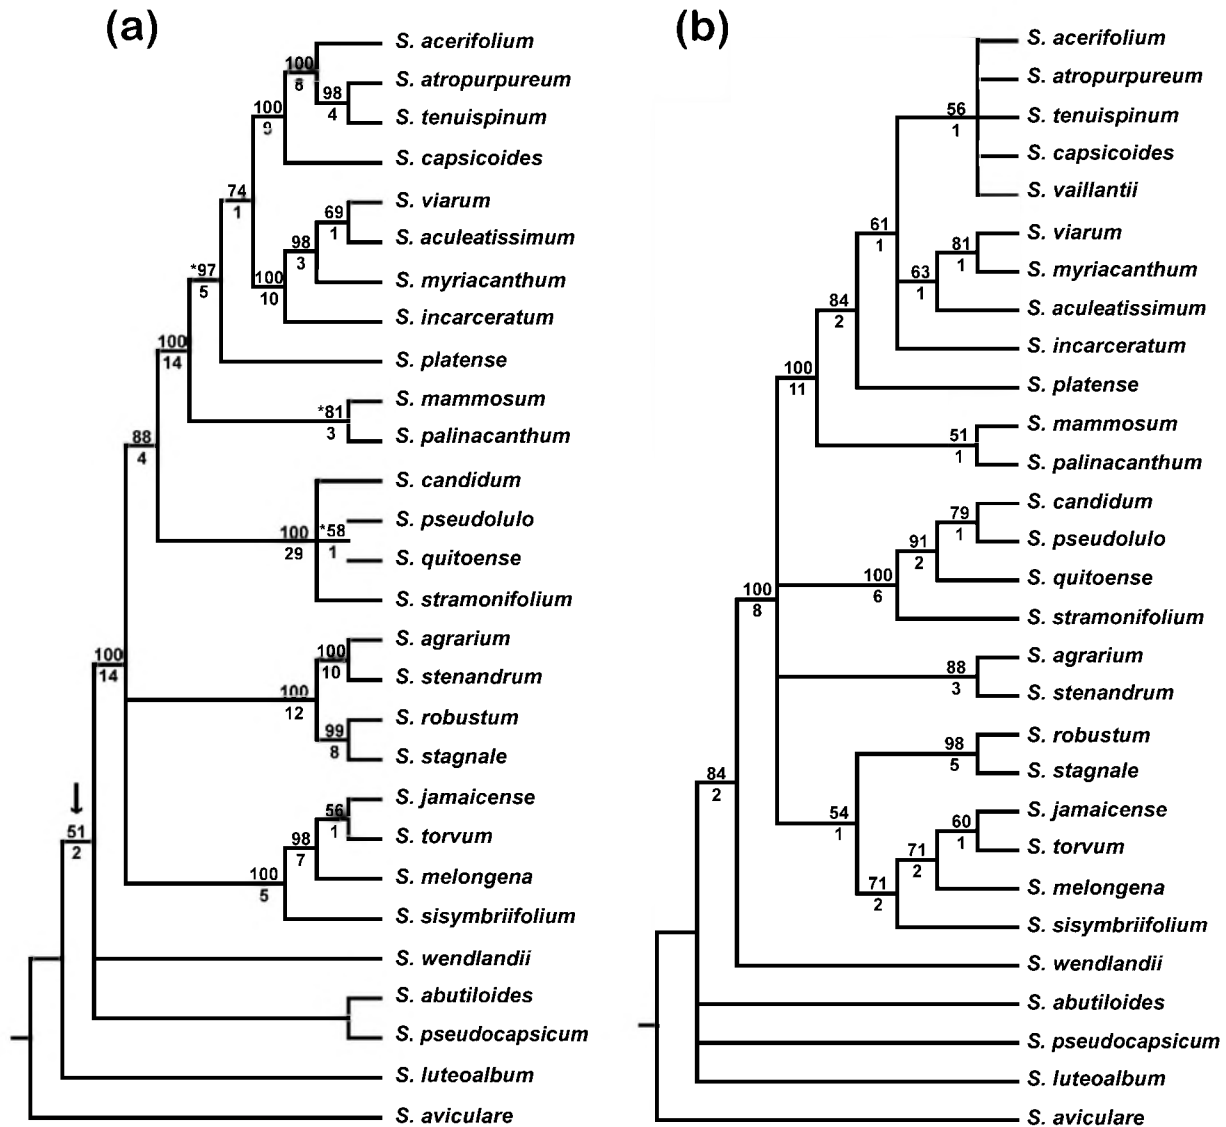 (a)
S. acerifolium
100
8
S. atropurpureum
98
4
S. tenuispinum
100
9
S. capsicoides
74
1
S. viarum
69
1
S. aculeatissimum
98
3
S. myriacanthum
100
10
S. incarceratum
*97
5
S. platense
100
14
S. mammosum
*81
3
S. palinacanthum
88
4
S. candidum
S. pseudolulo
100
29
*58
1
S. quitoense
S. stramonifolium
S. agrarium
100
10
S. stenandrum
100
14
100
12
S. robustum
99
8
S. stagnale
S. jamaicense
56
1
S. torvum
51
2
98
7
S. melongena
100
5
S. sisymbriifolium
S. wendlandii
S. abutiloides
S. pseudocapsicum
S. luteoalbum
S. aviculare
(b)
S. acerifolium
S. atropurpureum
56
1
S. tenuispinum
S. capsicoides
S. vaillantii
61
1
S. viarum
81
1
S. myriacanthum
63
1
S. aculeatissimum
84
2
S. incarceratum
100
11
S. platense
S. mammosum
51
1
S. palinacanthum
S. candidum
79
1
S. pseudolulo
91
2
S. quitoense
100
6
S. stramonifolium
100
8
S. agrarium
88
3
S. stenandrum
S. robustum
98
5
S. stagnale
84
2
S. jamaicense
60
1
S. torvum
54
1
71
2
S. melongena
71
2
S. sisymbriifolium
S. wendlandii
S. abutiloides
S. pseudocapsicum
S. luteoalbum
S. aviculare